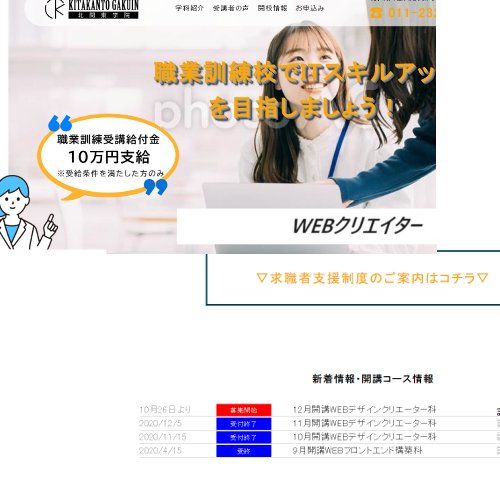 KITAKANTO GAKUIN
北関東学院
学科紹介 受講者の声 開校情報 お申込み
☎ 011-23
職業訓練校でITスキルアッ
を目指しましょう！
photo
職業訓練受講給付金
10万円支給
※受給条件を満たした方のみ
WEBクリエイター
▽求職者支援制度のご案内はコチラ▽
新着情報・開講コース情報
10月26日より 募集開始 12月開講WEBデザインクリエーター科
2020/12/5 受付終了 11月開講WEBデザインクリエーター科
2020/11/15 受付終了 10月開講WEBデザインクリエーター科
2020/4/15 受終 9月開講WEBフロントエンド構築科